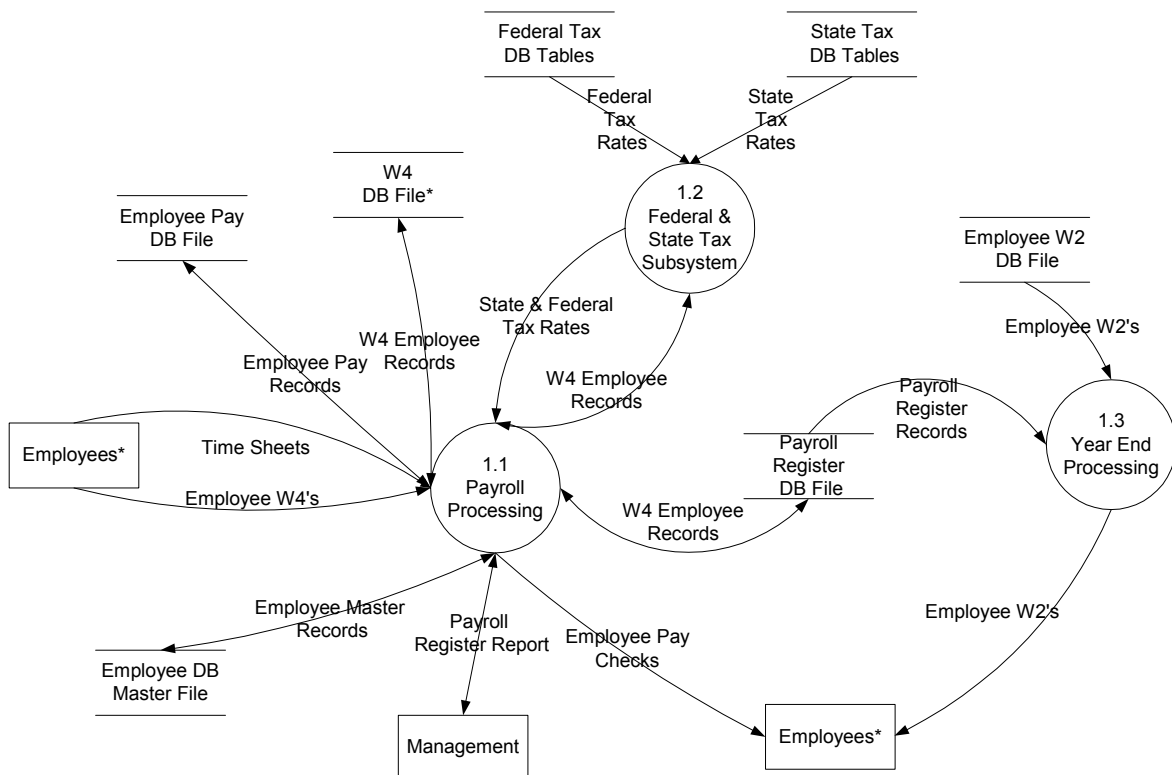 Federal Tax
DB Tables
State Tax
DB Tables
Federal
Tax
Rates
State
Tax
Rates
W4
DB File*
1.2
Federal &
State Tax
Subsystem
Employee Pay
DB File
Employee W2
DB File
State & Federal
Tax Rates
Employee W2's
W4 Employee
Records
Employee Pay
Records
W4 Employee
Records
Payroll
Register
Records
Employees*
Time Sheets
Employee W4's
1.1
Payroll
Processing
Payroll
Register
DB File
1.3
Year End
Processing
W4 Employee
Records
Employee Master
Records
Payroll
Register Report
Employee Pay
Checks
Employee W2's
Employee DB
Master File
Management
Employees*